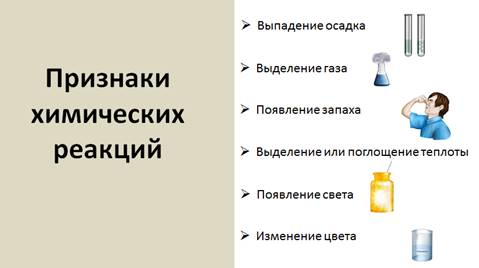 Признаки
химических
реакций
➢ Выпадение осадка
➢ Выделение газа
➢ Появление запаха
➢ Выделение или поглощение теплоты
➢ Появление света
➢ Изменение цвета